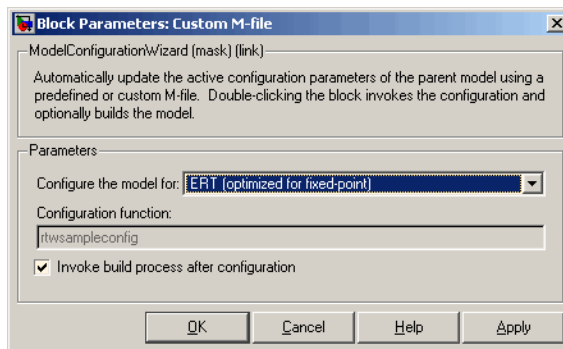 Block Parameters: Custom M-file
ModelConfigurationWizard (mask) (link)
Automatically update the active configuration parameters of the parent model using a
predefined or custom M-file. Double-clicking the block invokes the configuration and
optionally builds the model.
Parameters
Configure the model for: ERT (optimized for fixed-point)
Configuration function:
rtwsampleconfig
Invoke build process after configuration
OK Cancel Help Apply